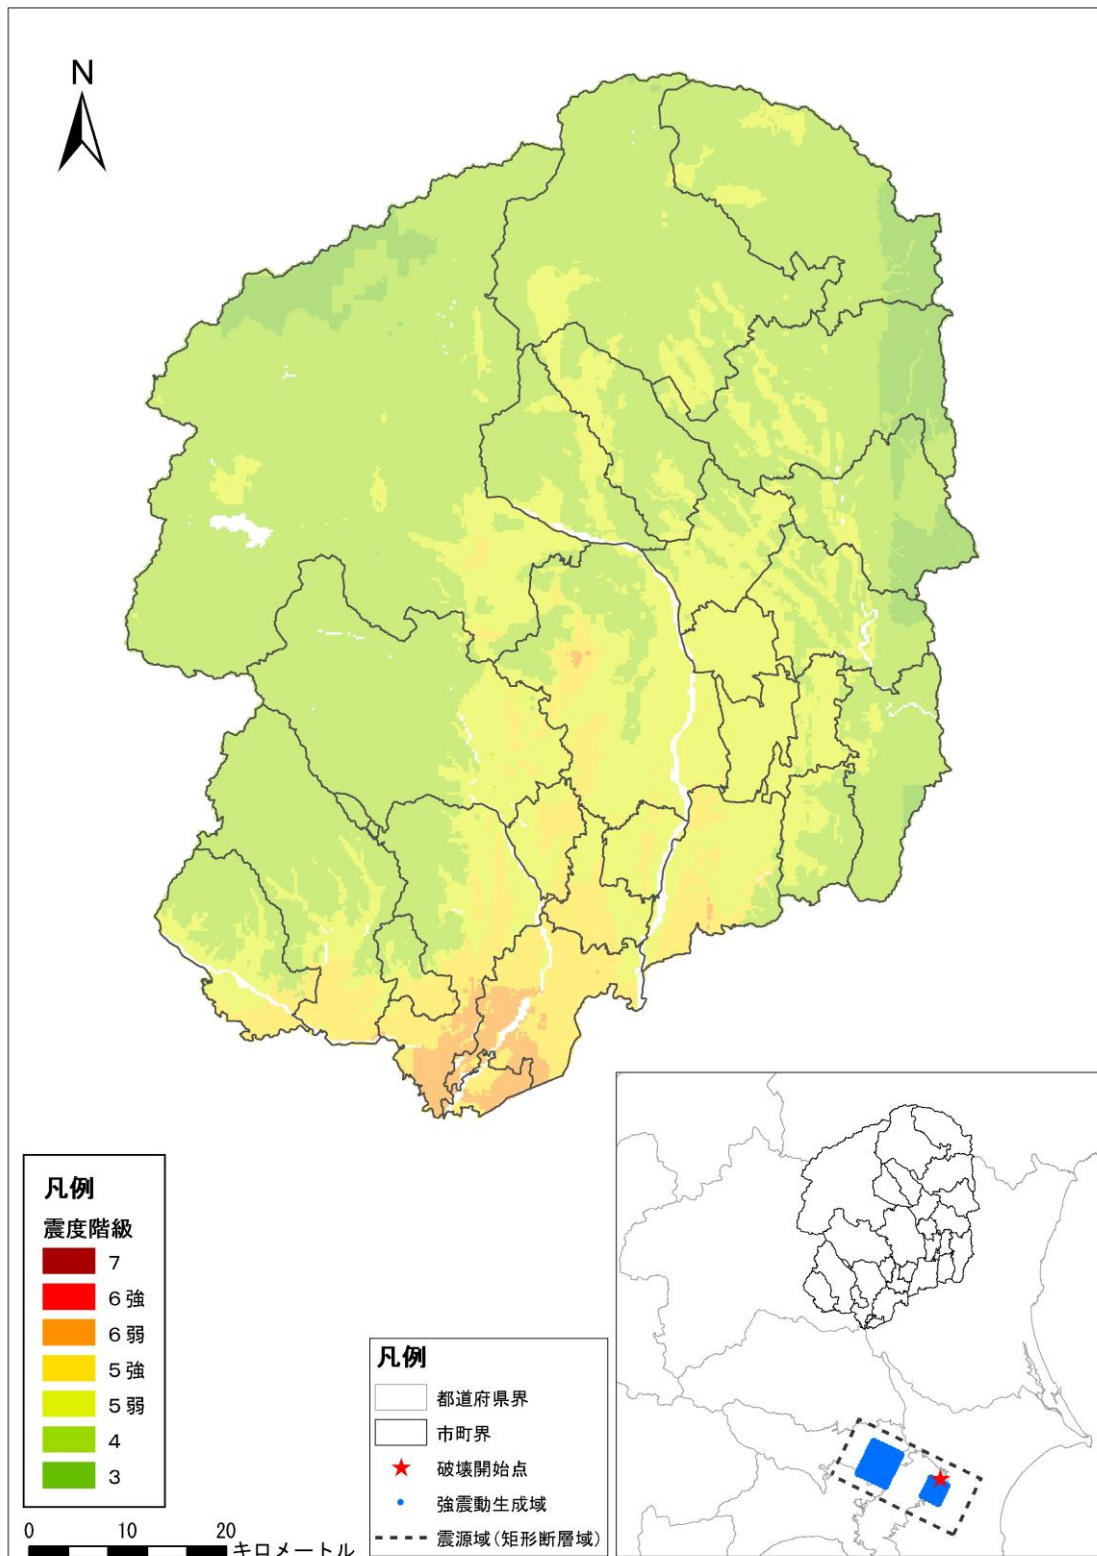 N
凡例
震度階級
7
6強
6弱
5強
5弱
4
3
0 10 20
キロメートル
凡例
都道府県界
市町界
破壊開始点
強震動生成域
震源域(矩形断層域)